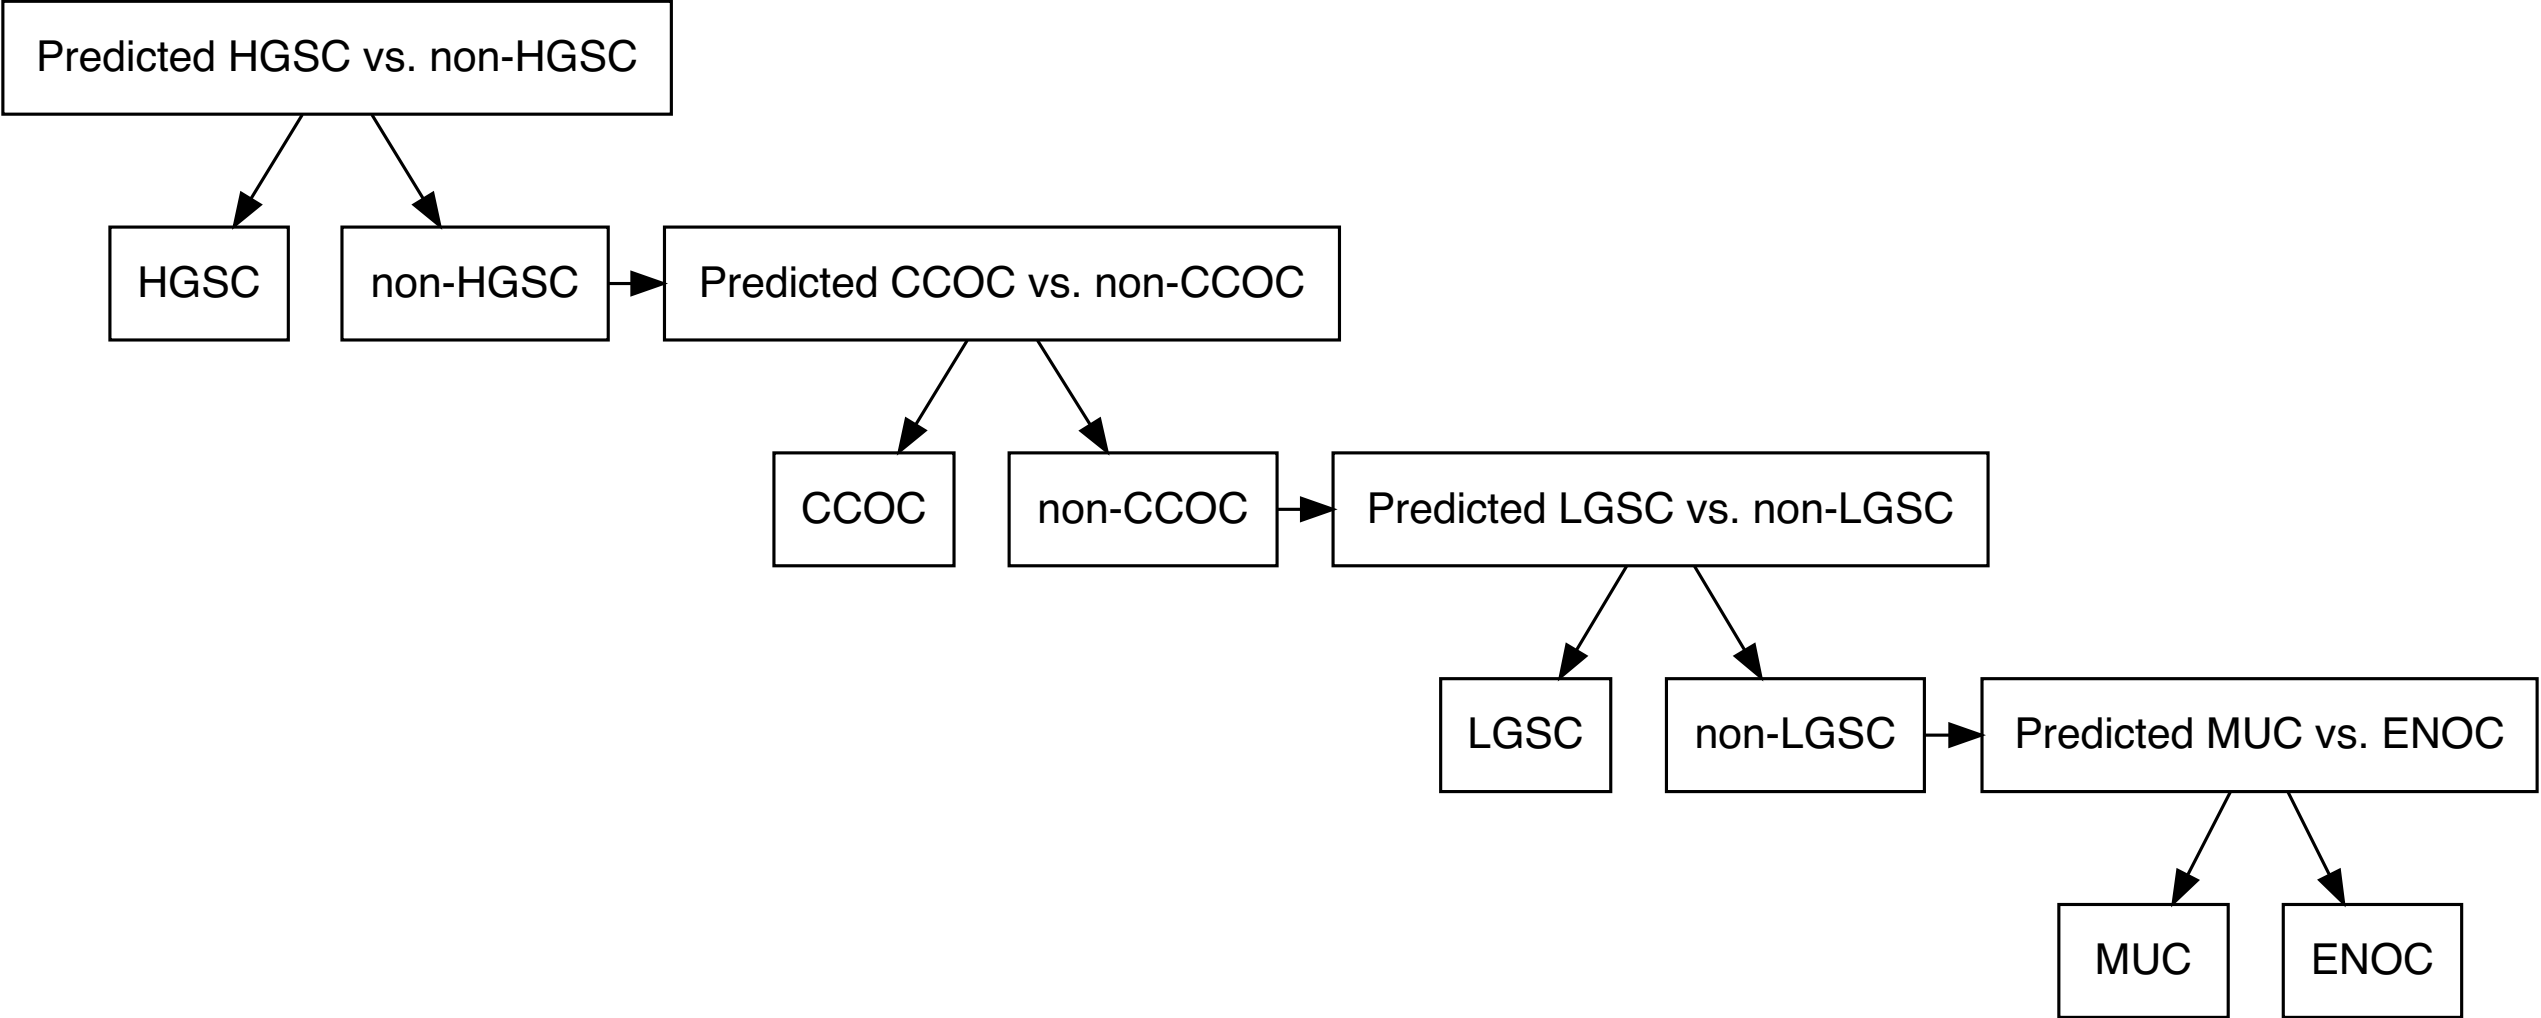 Predicted HGSC vs. non-HGSC
HGSC
non-HGSC
Predicted CCOC vs. non-CCOC
CCOC
non-CCOC
Predicted LGSC vs. non-LGSC
LGSC
non-LGSC
Predicted MUC vs. ENOC
MUC
ENOC